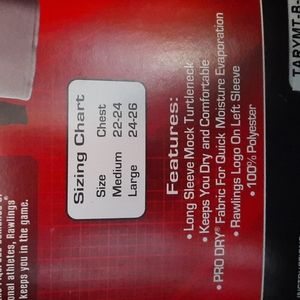 Sizing Chart
Size Chest
Medium 22-24
Large 24-26
Features:
• Long Sleeve Mock Turtleneck
• Keeps You Dry and Comfortable
• PRO DRY® Fabric For Quick Moisture Evaporation
• Rawlings Logo On Left Sleeve
• 100% Polyester
athletes, Rawlings
keeps you in the game.